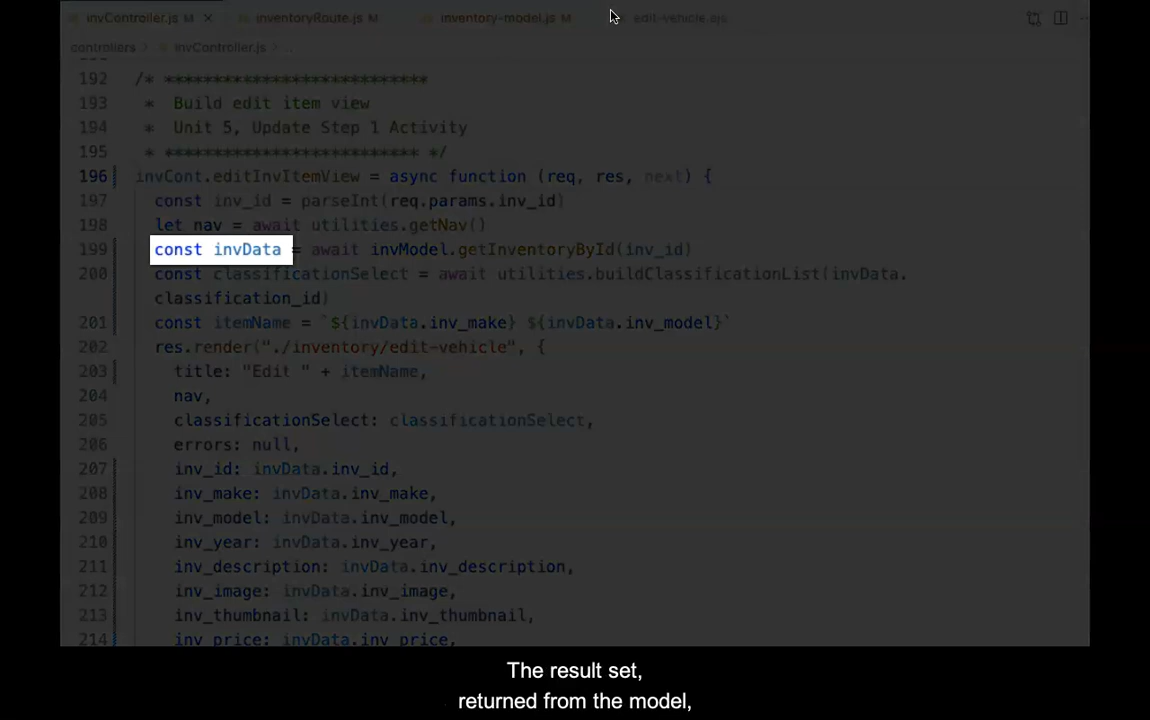 invController.js M
inventoryRoute.js M
inventory-model.js M
edit-vehicle.ejs
controllers > invController.js > ...
192 /* ***************************
193 * Build edit item view
194 * Unit 5, Update Step 1 Activity
195 * ************************** */
196 invCont.editInvItemView = async function (req, res, next) {
197 const inv_id = parseInt(req.params.inv_id)
198 let nav = await utilities.getNav()
199 const invData = await invModel.getInventoryById(inv_id)
200 const classificationSelect = await utilities.buildClassificationList(invData.
classification_id)
201 const itemName = `${invData.inv_make} ${invData.inv_model}`
202 res.render("./inventory/edit-vehicle", {
203 title: "Edit " + itemName,
204 nav,
205 classificationSelect: classificationSelect,
206 errors: null,
207 inv_id: invData.inv_id,
208 inv_make: invData.inv_make,
209 inv_model: invData.inv_model,
210 inv_year: invData.inv_year,
211 inv_description: invData.inv_description,
212 inv_image: invData.inv_image,
213 inv_thumbnail: invData.inv_thumbnail,
214 inv_price: invData.inv_price,
The result set,
returned from the model,